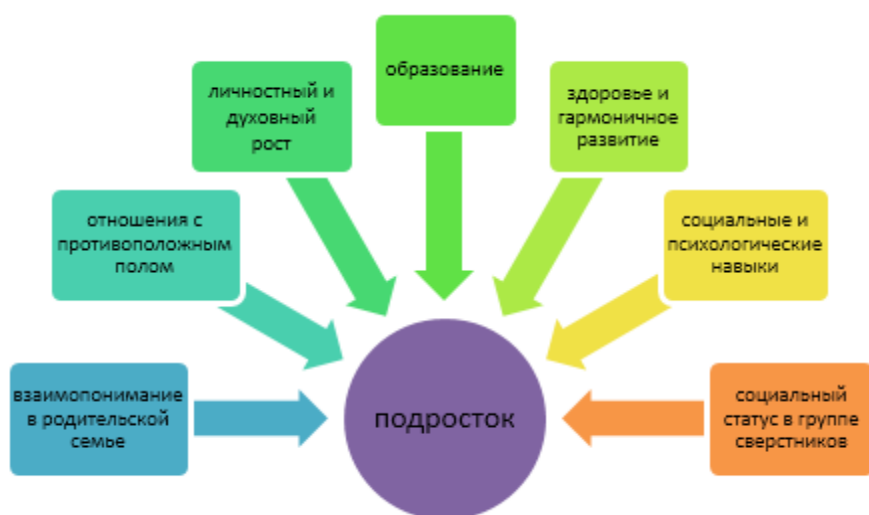 образование
личностный и
духовный
рост
здоровье и
гармоничное
развитие
отношения с
противоположным
полом
социальные и
психологические
навыки
взаимопонимание
в родительской
семье
подросток
социальный
статус в группе
сверстников